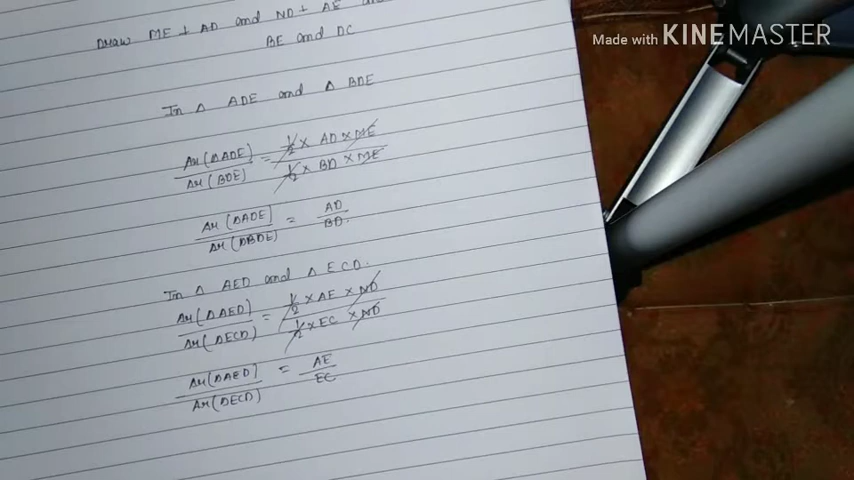 Draw ME ⊥ AD and ND ⊥ AE
BE and DC
In △ ADE and △ BDE
Ar(△ADE) / Ar(BDE) = 1/2 × AD × ME / 1/2 × BD × ME
Ar(△ADE) / Ar(△BDE) = AD / BD.
In △ AED and △ ECD.
Ar(△AED) / Ar(△ECD) = 1/2 × AE × ND / 1/2 × EC × ND
Ar(△AED) / Ar(△ECD) = AE / EC
Made with KINEMASTER